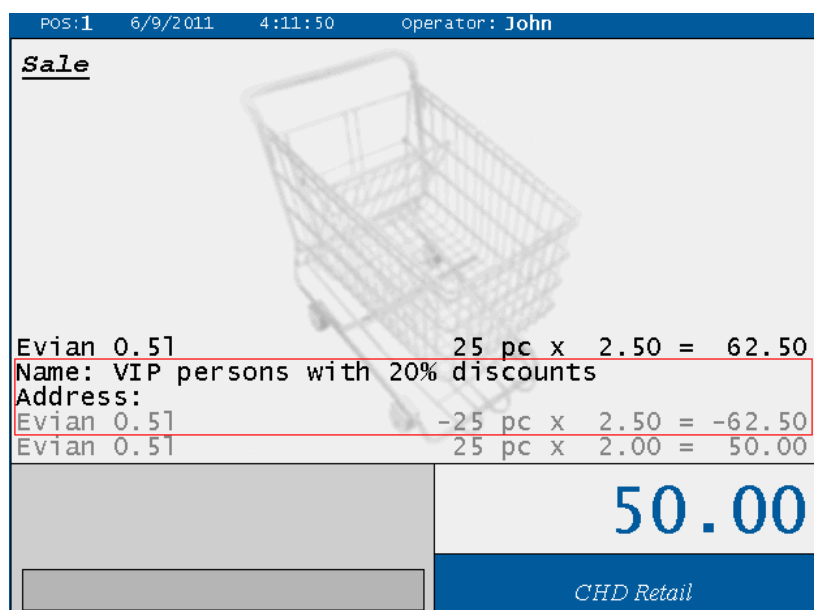 POS:1 6/9/2011 4:11:50 Operator: John
Sale
Evian 0.5l 25 pc x 2.50 = 62.50
Name: VIP persons with 20% discounts
Address:
Evian 0.5l -25 pc x 2.50 = -62.50
Evian 0.5l 25 pc x 2.00 = 50.00
50.00
CHD Retail